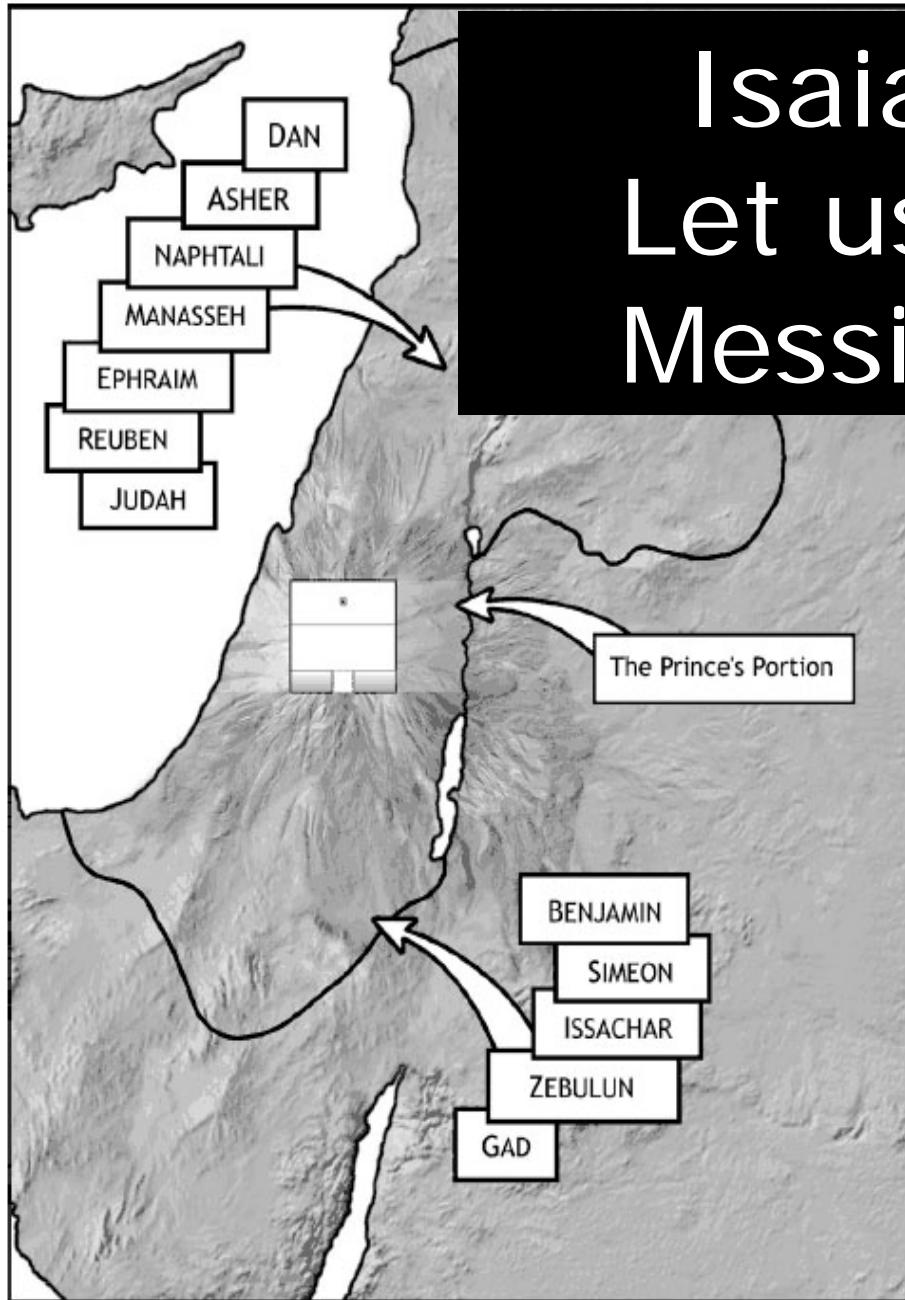 Isaia
Let us
Messi
DAN
ASHER
NAPHTALI
MANASSEH
EPHRAIM
REUBEN
JUDAH
The Prince's Portion
BENJAMIN
SIMEON
ISSACHAR
ZEBULUN
GAD